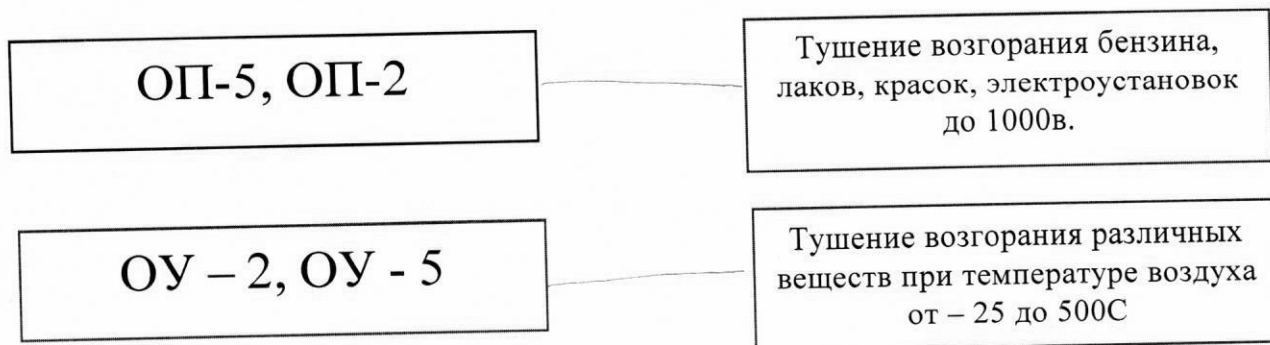 ОП-5, ОП-2
Тушение возгорания бензина,
лаков, красок, электроустановок
до 1000в.
ОУ – 2, ОУ - 5
Тушение возгорания различных
веществ при температуре воздуха
от – 25 до 500С